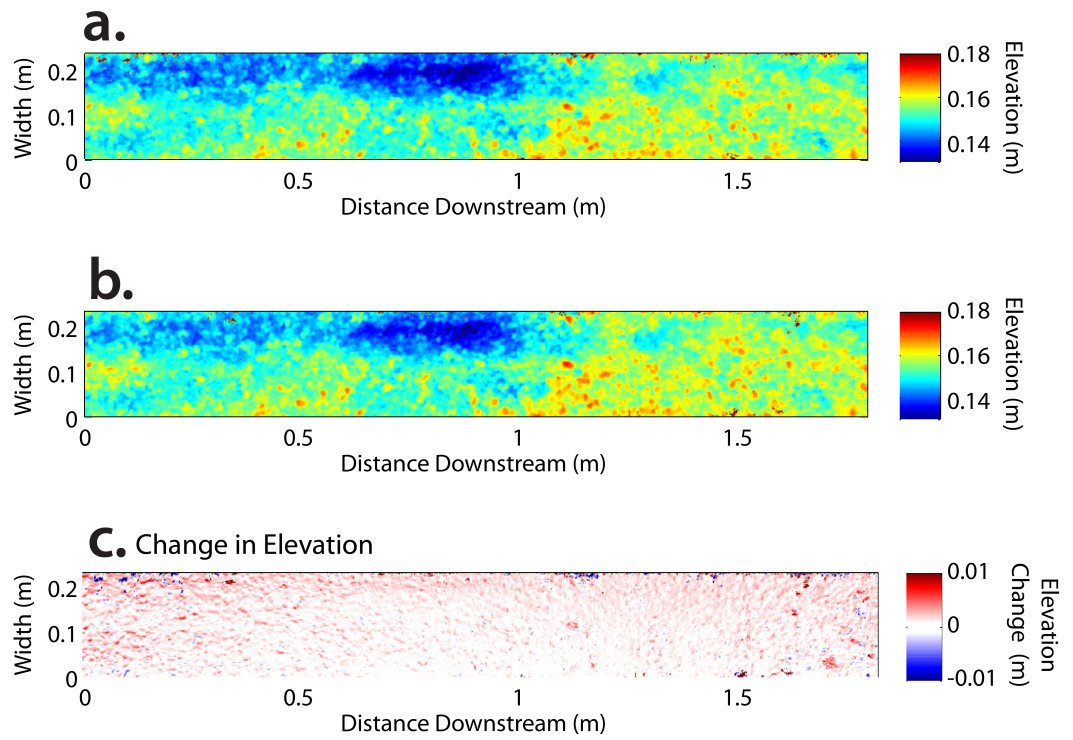 a.
Width (m)
0.2
0.1
0
0
0.5
1
1.5
Distance Downstream (m)
0.18
0.16
0.14
Elevation (m)
b.
Width (m)
0.2
0.1
0
0
0.5
1
1.5
Distance Downstream (m)
0.18
0.16
0.14
Elevation (m)
c. Change in Elevation
Width (m)
0.2
0.1
0
0
0.5
1
1.5
Distance Downstream (m)
0.01
0
-0.01
Elevation
Change (m)